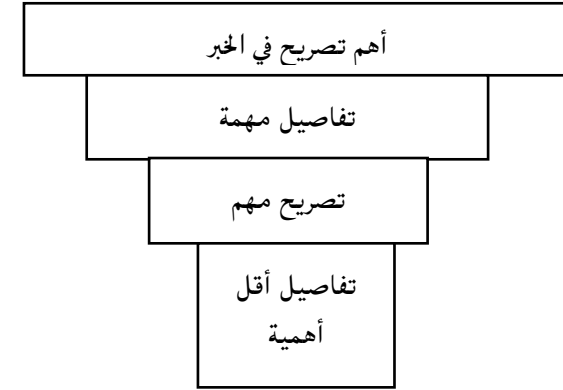 أهم تصريح في الخبر
تفاصيل مهمة
تصريح مهم
تفاصيل أقل
أهمية